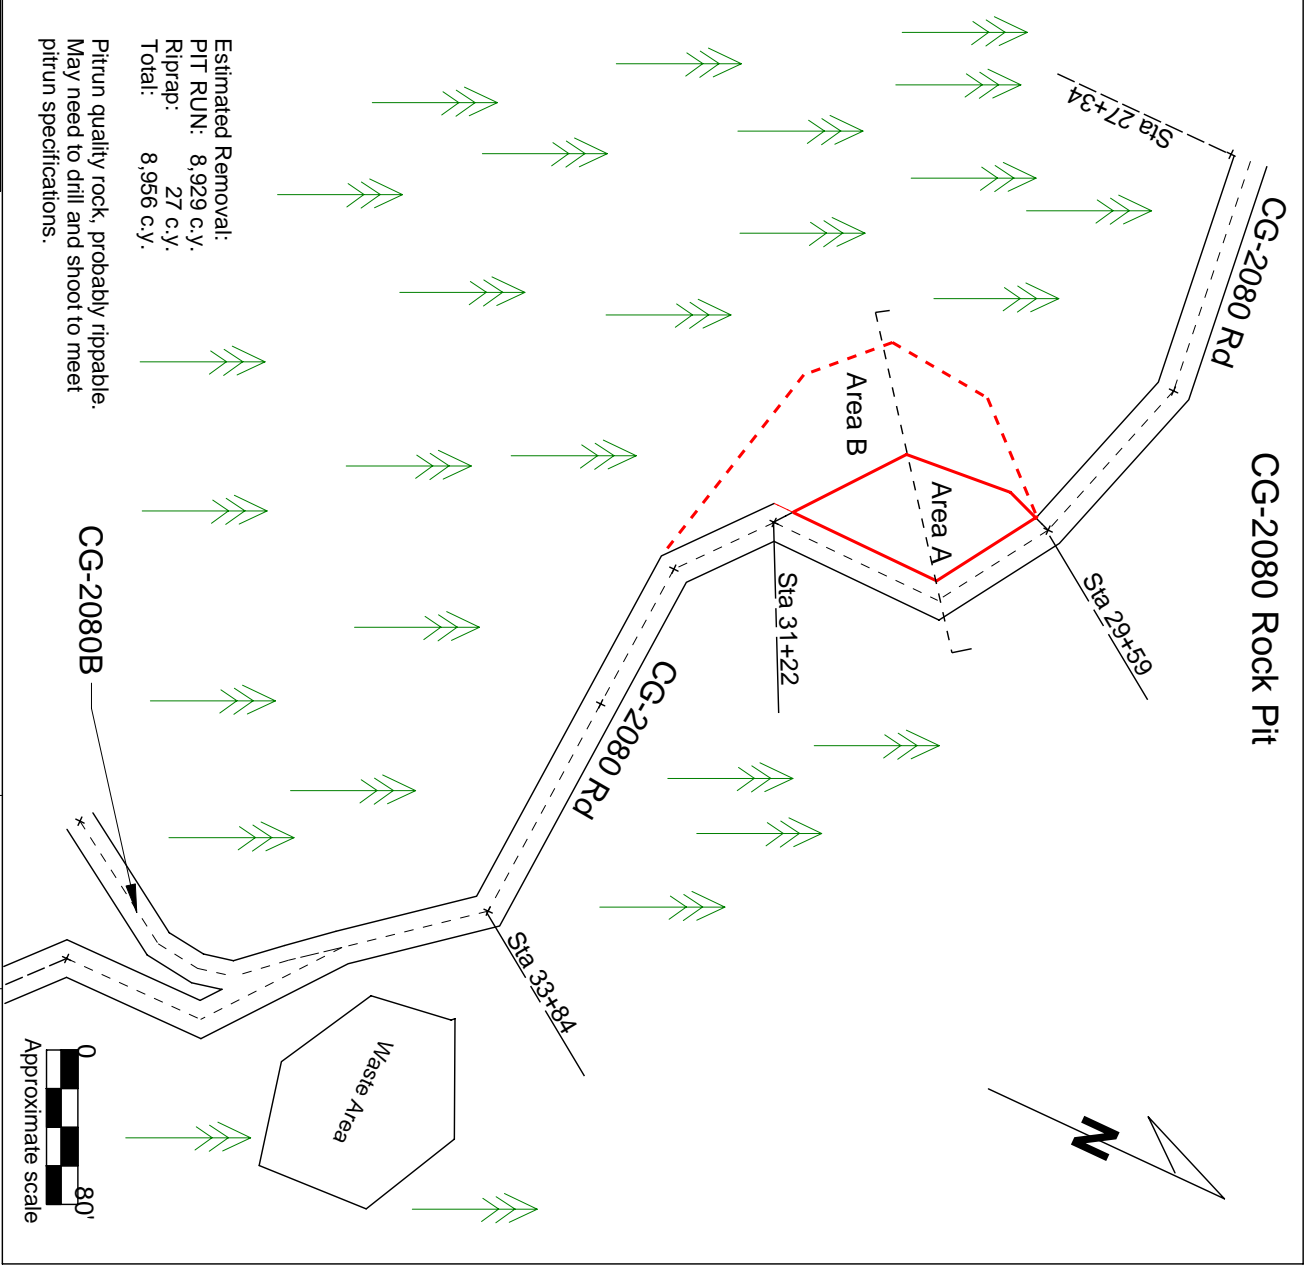 CG-2080 Rock Pit
CG-2080 Rd
Sta 27+34
Sta 29+59
Area A
Area B
Sta 31+22
CG-2080 Rd
Sta 33+84
Waste Area
N
CG-2080B
Estimated Removal:
PIT RUN: 8,929 c.y.
Riprap: 27 c.y.
Total: 8,956 c.y.
Pitrun quality rock, probably rippable.
May need to drill and shoot to meet
pitrun specifications.
0 80'
Approximate scale